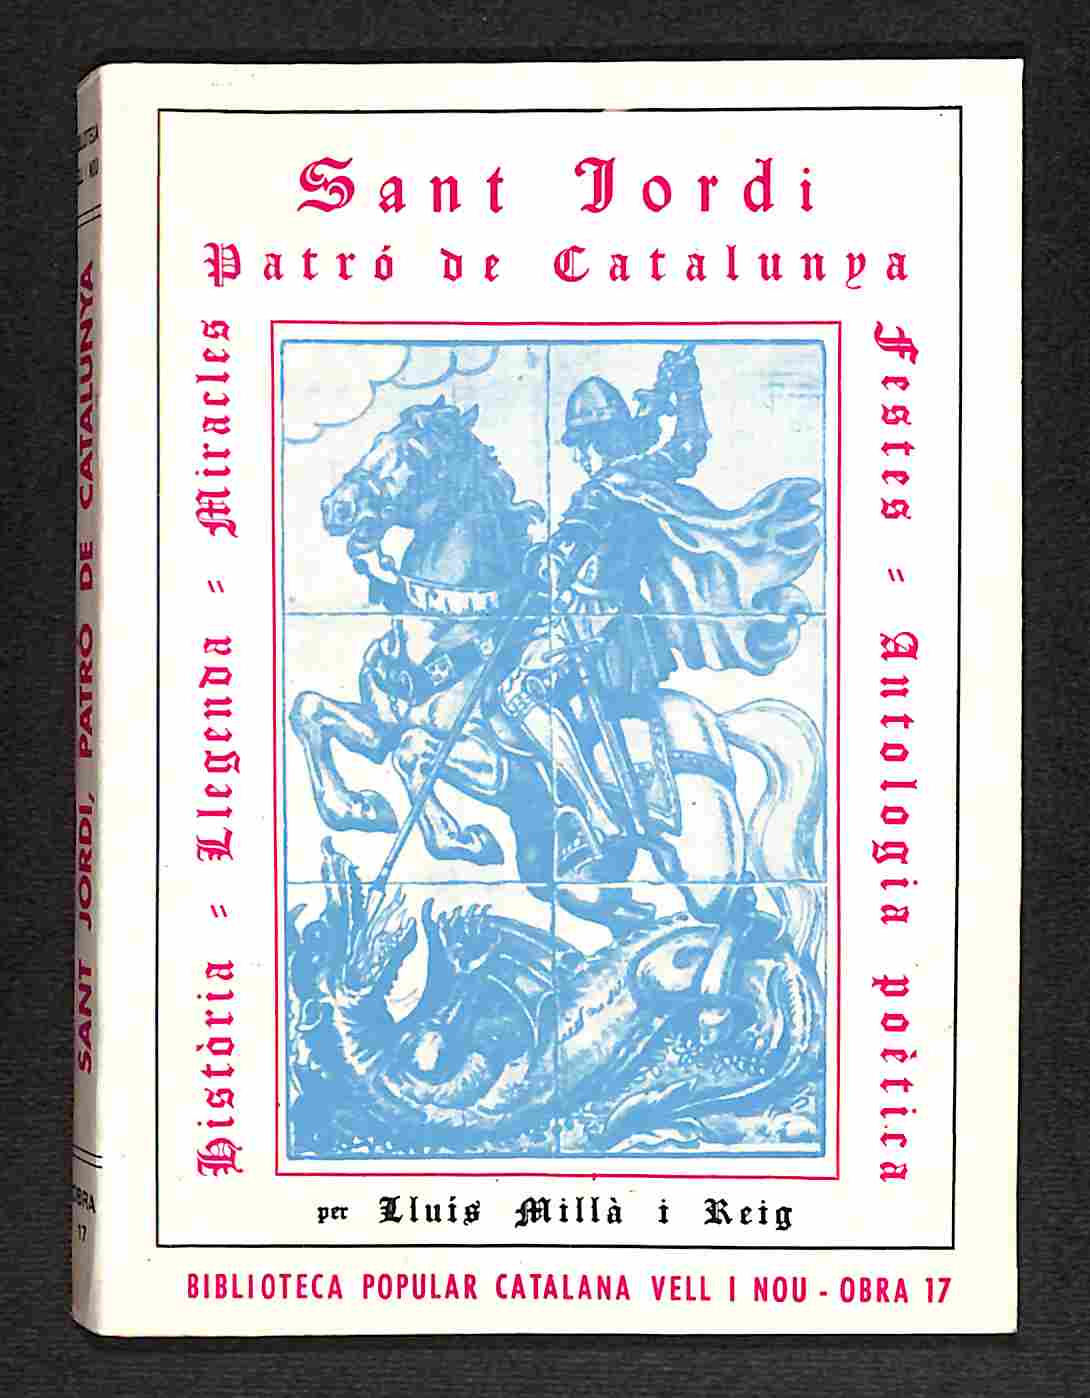 Sant Jordi
Patró de Catalunya
Història = Llegenda = Miracles
Festes = Antologia poètica
per Lluís Millà i Reig
BIBLIOTECA POPULAR CATALANA VELL I NOU - OBRA 17
SANT JORDI, PATRÓ DE CATALUNYA
17